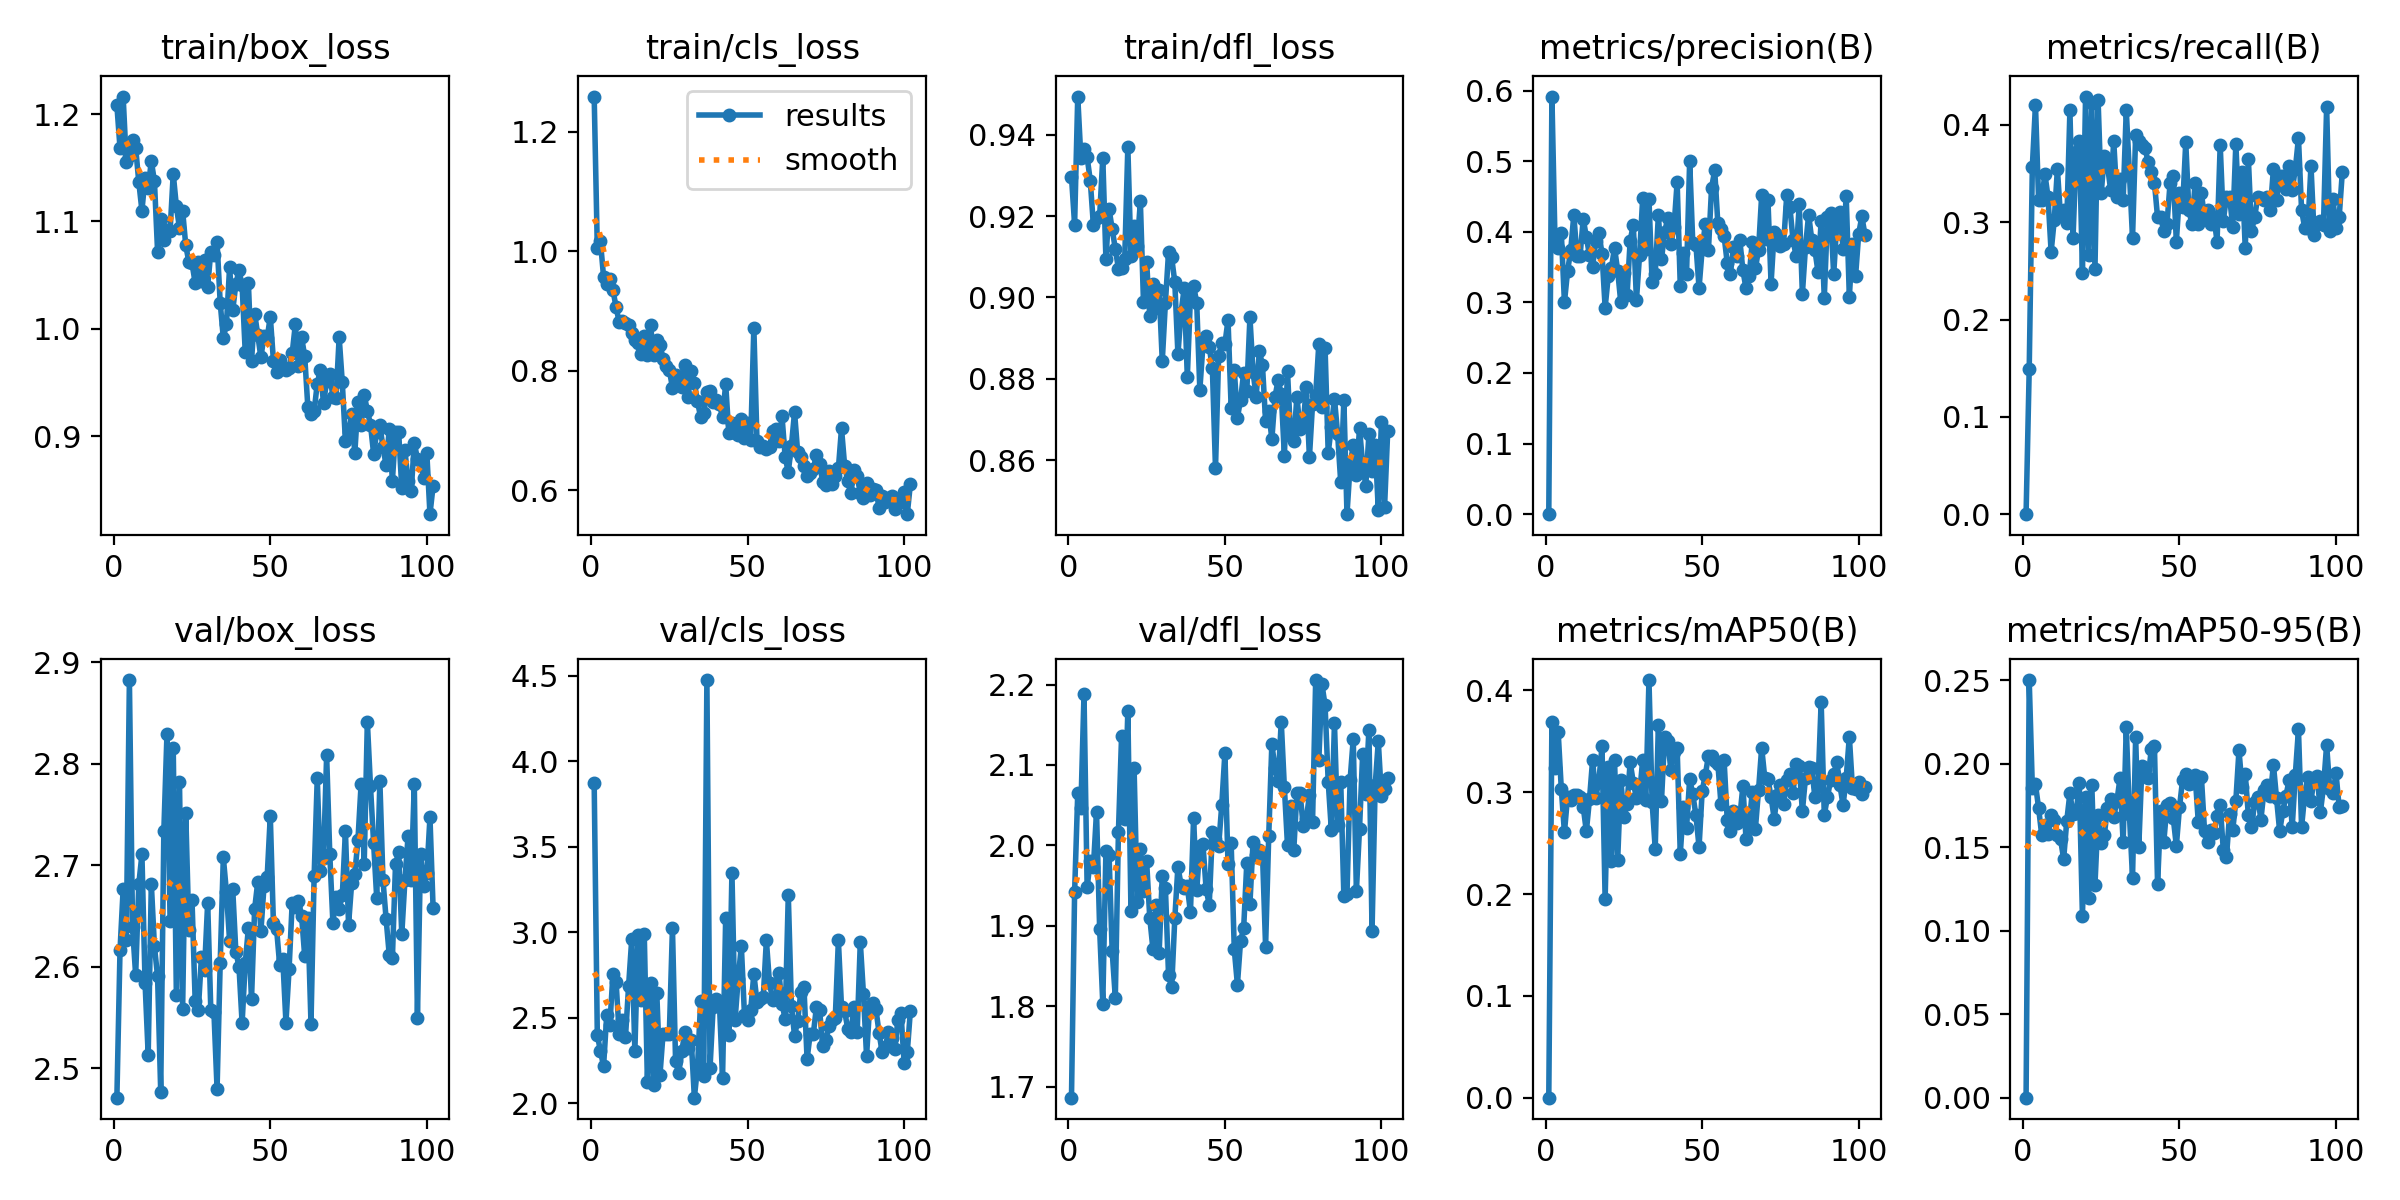 train/box_loss
1.2
1.1
1.0
0.9
0 50 100
train/cls_loss
results
smooth
1.2
1.0
0.8
0.6
0 50 100
train/dfl_loss
0.94
0.92
0.90
0.88
0.86
0 50 100
metrics/precision(B)
0.6
0.5
0.4
0.3
0.2
0.1
0.0
0 50 100
metrics/recall(B)
0.4
0.3
0.2
0.1
0.0
0 50 100
val/box_loss
2.9
2.8
2.7
2.6
2.5
0 50 100
val/cls_loss
4.5
4.0
3.5
3.0
2.5
2.0
0 50 100
val/dfl_loss
2.2
2.1
2.0
1.9
1.8
1.7
0 50 100
metrics/mAP50(B)
0.4
0.3
0.2
0.1
0.0
0 50 100
metrics/mAP50-95(B)
0.25
0.20
0.15
0.10
0.05
0.00
0 50 100